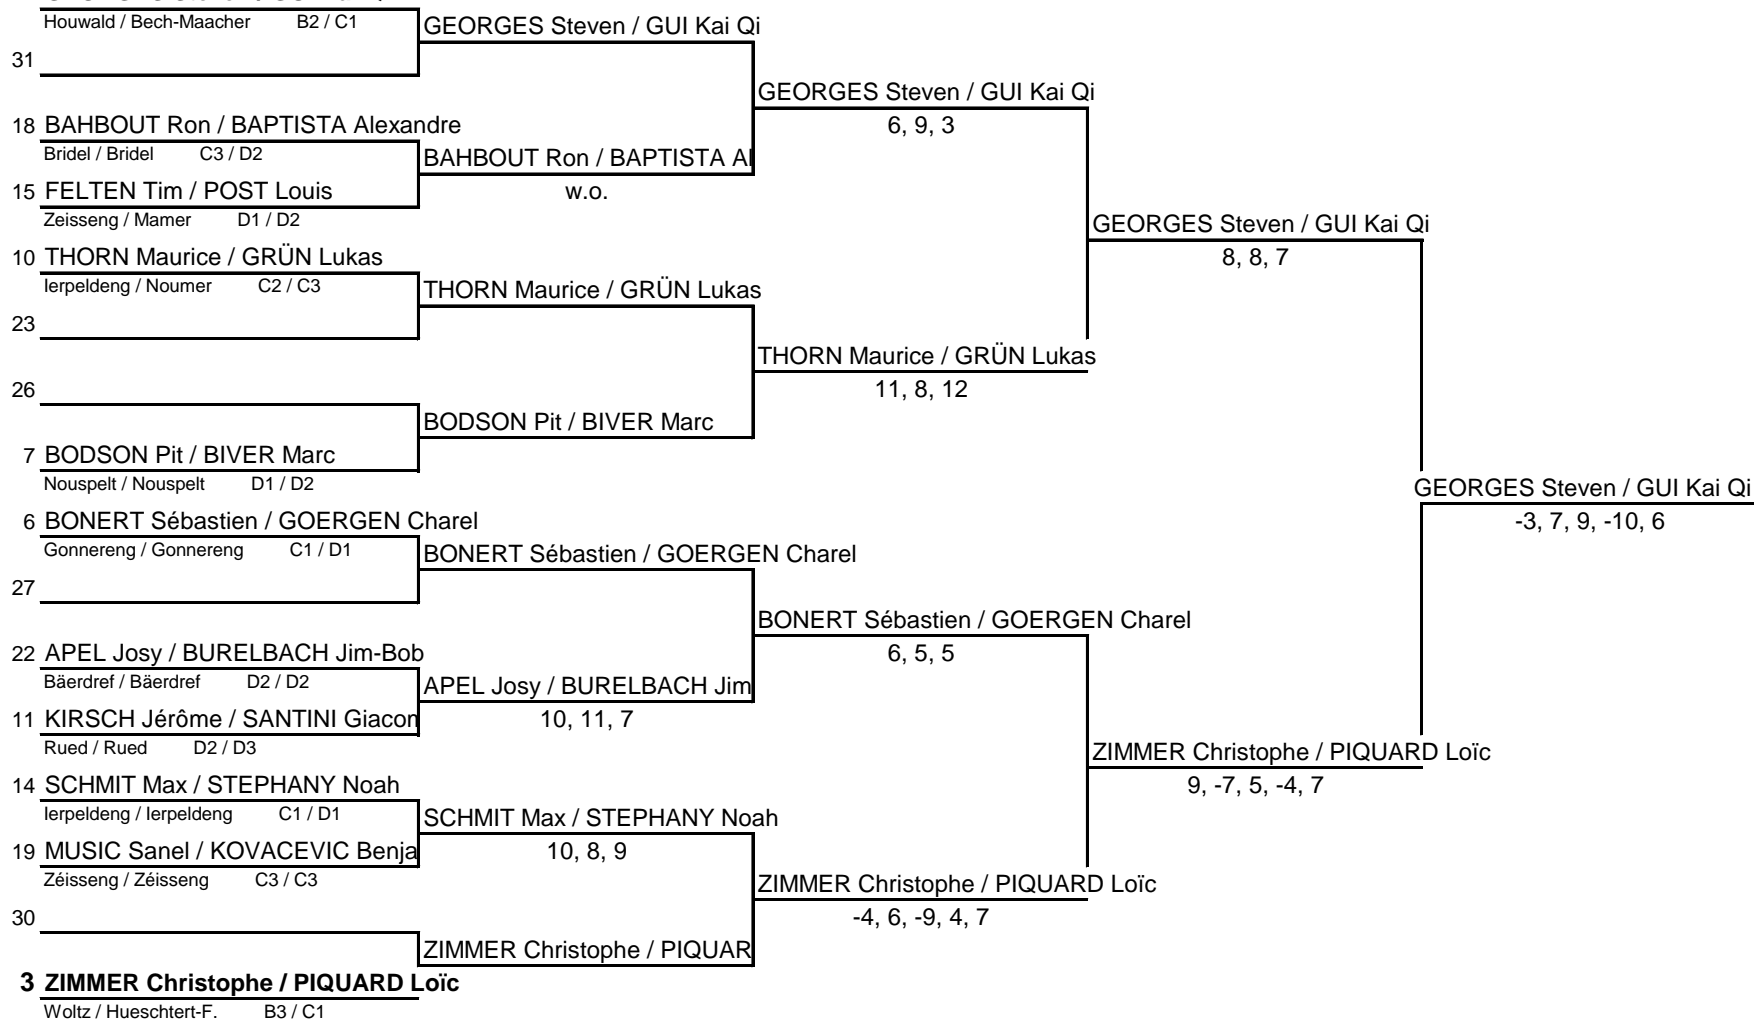 Houwald / Bech-Maacher B2 / C1
GEORGES Steven / GUI Kai Qi
31
GEORGES Steven / GUI Kai Qi
6, 9, 3
18 BAHBOUT Ron / BAPTISTA Alexandre
Bridel / Bridel C3 / D2
BAHBOUT Ron / BAPTISTA Al
w.o.
15 FELTEN Tim / POST Louis
Zeisseng / Mamer D1 / D2
GEORGES Steven / GUI Kai Qi
8, 8, 7
10 THORN Maurice / GRÜN Lukas
Ierpeldeng / Noumer C2 / C3
THORN Maurice / GRÜN Lukas
23
THORN Maurice / GRÜN Lukas
11, 8, 12
26
BODSON Pit / BIVER Marc
7 BODSON Pit / BIVER Marc
Nouspelt / Nouspelt D1 / D2
GEORGES Steven / GUI Kai Qi
-3, 7, 9, -10, 6
6 BONERT Sébastien / GOERGEN Charel
Gonnereng / Gonnereng C1 / D1
BONERT Sébastien / GOERGEN Charel
27
BONERT Sébastien / GOERGEN Charel
6, 5, 5
22 APEL Josy / BURELBACH Jim-Bob
Bäerdref / Bäerdref D2 / D2
APEL Josy / BURELBACH Jim
10, 11, 7
11 KIRSCH Jérôme / SANTINI Giacom
Rued / Rued D2 / D3
ZIMMER Christophe / PIQUARD Loïc
9, -7, 5, -4, 7
14 SCHMIT Max / STEPHANY Noah
Ierpeldeng / Ierpeldeng C1 / D1
SCHMIT Max / STEPHANY Noah
10, 8, 9
19 MUSIC Sanel / KOVACEVIC Benja
Zéisseng / Zéisseng C3 / C3
ZIMMER Christophe / PIQUARD Loïc
-4, 6, -9, 4, 7
30
ZIMMER Christophe / PIQUAR
3 ZIMMER Christophe / PIQUARD Loïc
Woltz / Hueschtert-F. B3 / C1